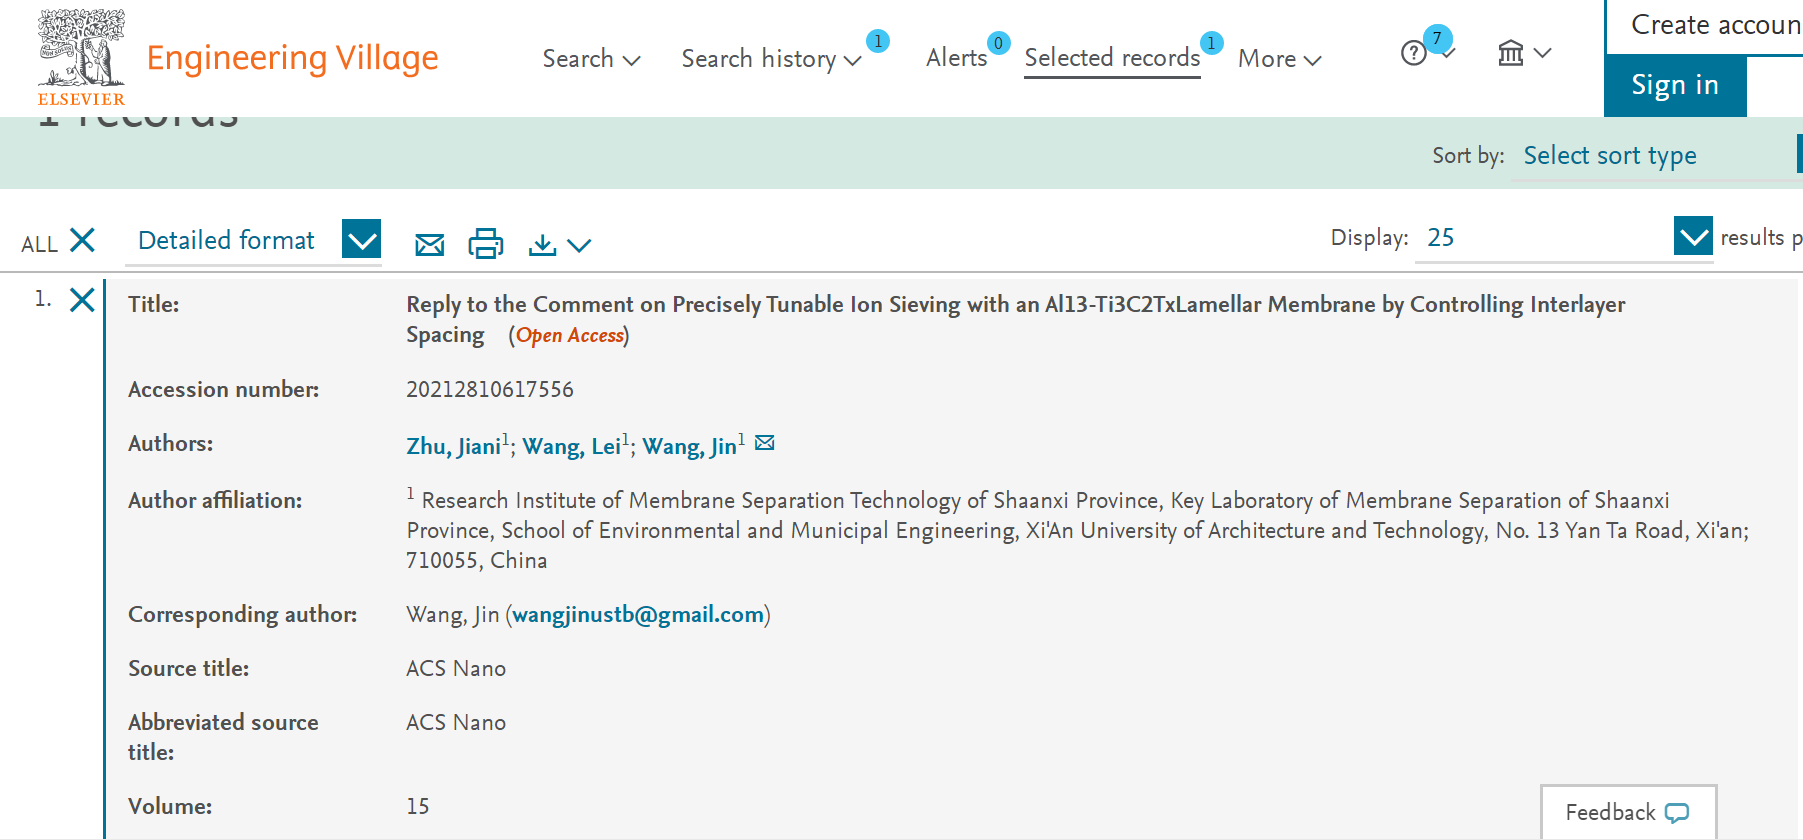 Create accoun
Engineering Village
Search
Search history
1
Alerts
0
Selected records
1
More
?
7
Sign in
ELSEVIER
1 records
Sort by:
Select sort type
ALL
Detailed format
Display:
25
results p
1.
Title:
Reply to the Comment on Precisely Tunable Ion Sieving with an Al13-Ti3C2TxLamellar Membrane by Controlling Interlayer
Spacing (Open Access)
Accession number:
20212810617556
Authors:
Zhu, Jiani1; Wang, Lei1; Wang, Jin1
Author affiliation:
1 Research Institute of Membrane Separation Technology of Shaanxi Province, Key Laboratory of Membrane Separation of Shaanxi
Province, School of Environmental and Municipal Engineering, Xi'An University of Architecture and Technology, No. 13 Yan Ta Road, Xi'an;
710055, China
Corresponding author:
Wang, Jin (wangjinustb@gmail.com)
Source title:
ACS Nano
Abbreviated source
title:
ACS Nano
Volume:
15
Feedback